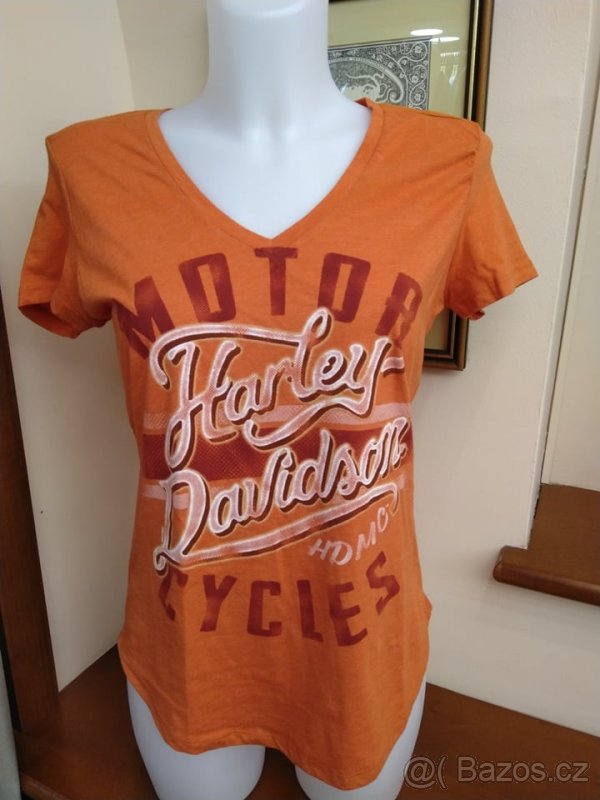 MOTOR
Harley
Davidson
HDMC
CYCLES
@( Bazos.cz